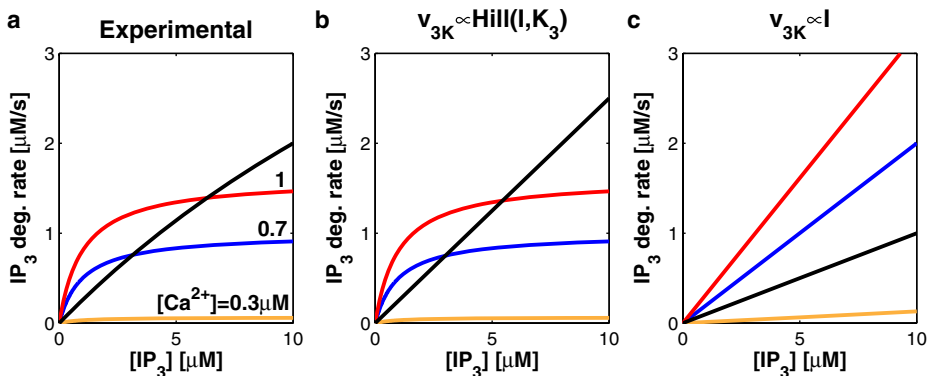 a
Experimental
IP3 deg. rate [μM/s]
3
2
1
0
1
0.7
[Ca2+]=0.3μM
0
5
10
[IP3] [μM]
b
v3K∝Hill(I,K3)
IP3 deg. rate [μM/s]
3
2
1
0
0
5
10
[IP3] [μM]
c
v3K∝I
IP3 deg. rate [μM/s]
3
2
1
0
0
5
10
[IP3] [μM]